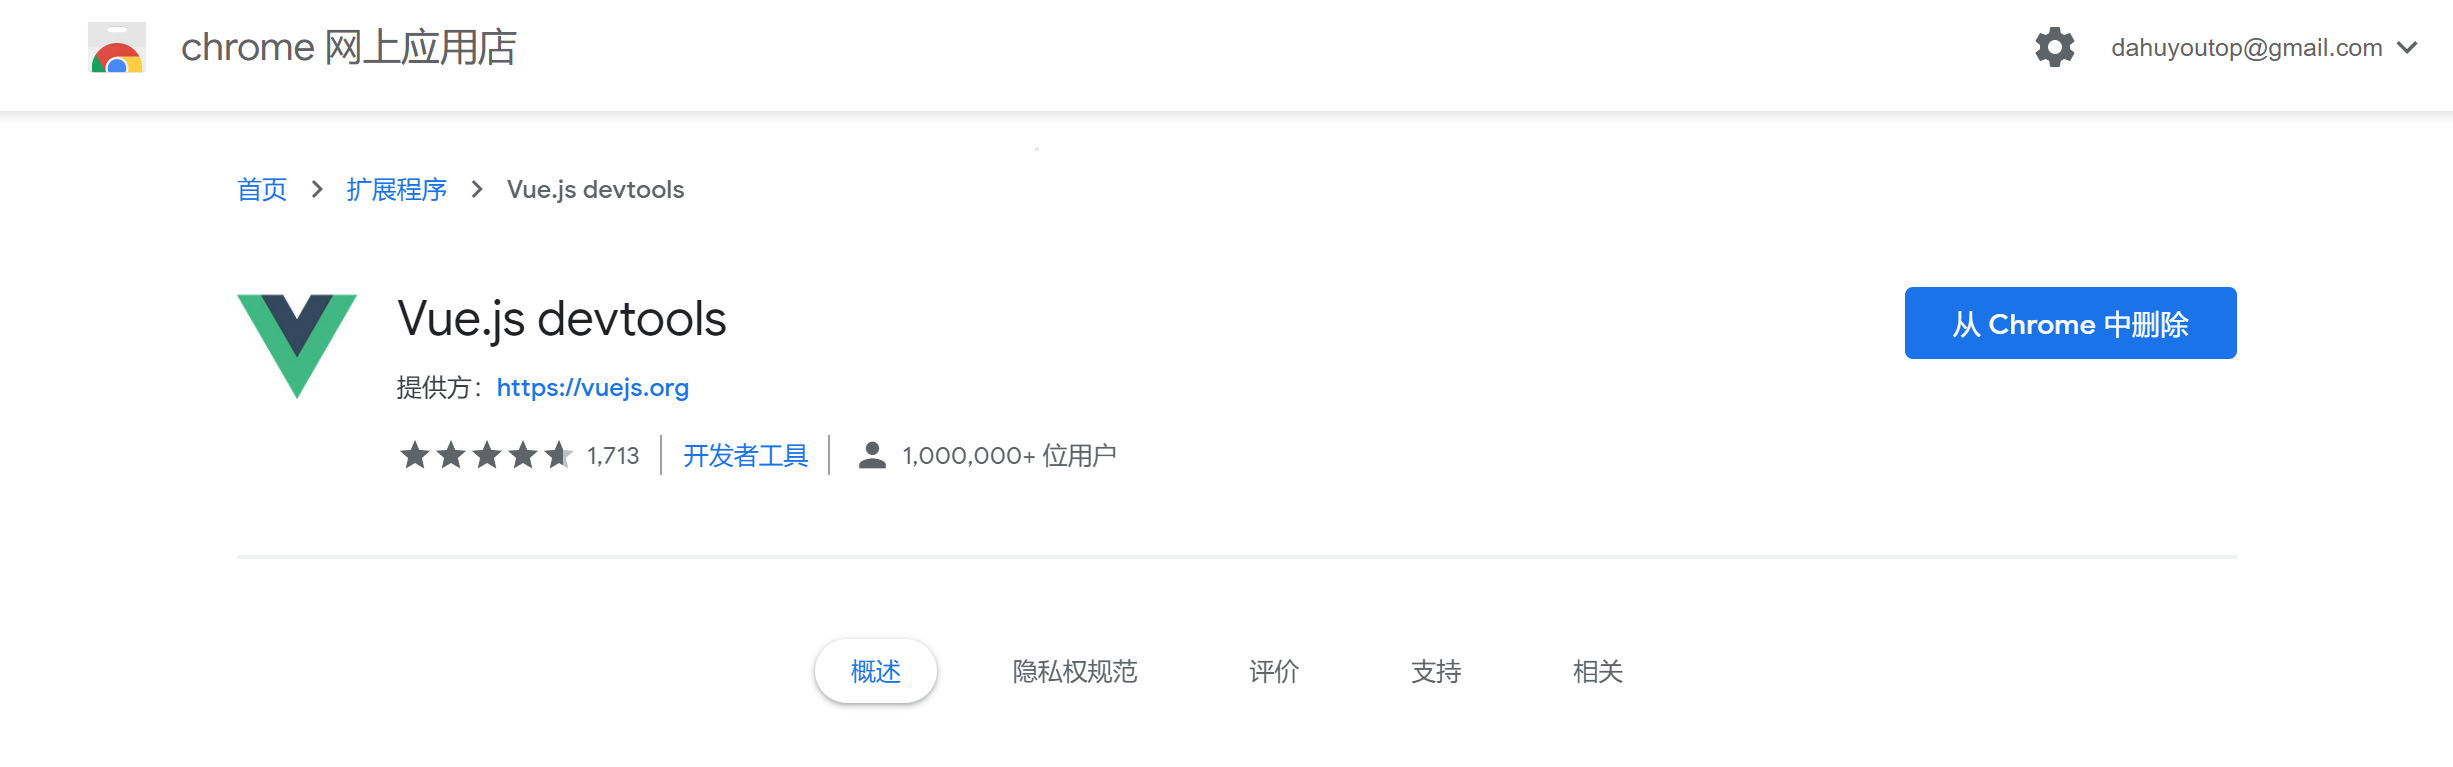 chrome 网上应用店 dahuyoutop@gmail.com
首页 > 扩展程序 > Vue.js devtools
Vue.js devtools
从 Chrome 中删除
提供方： https://vuejs.org
1,713 开发者工具 1,000,000+ 位用户
概述 隐私权规范 评价 支持 相关